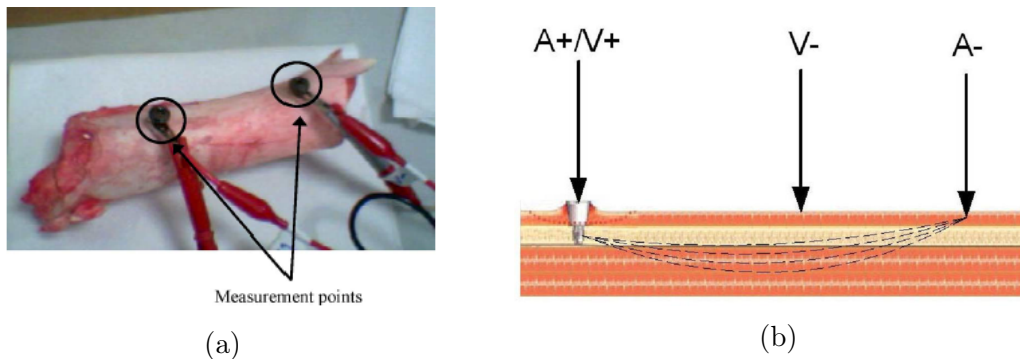 A+/V+ V- A-
Measurement points
(a)
(b)